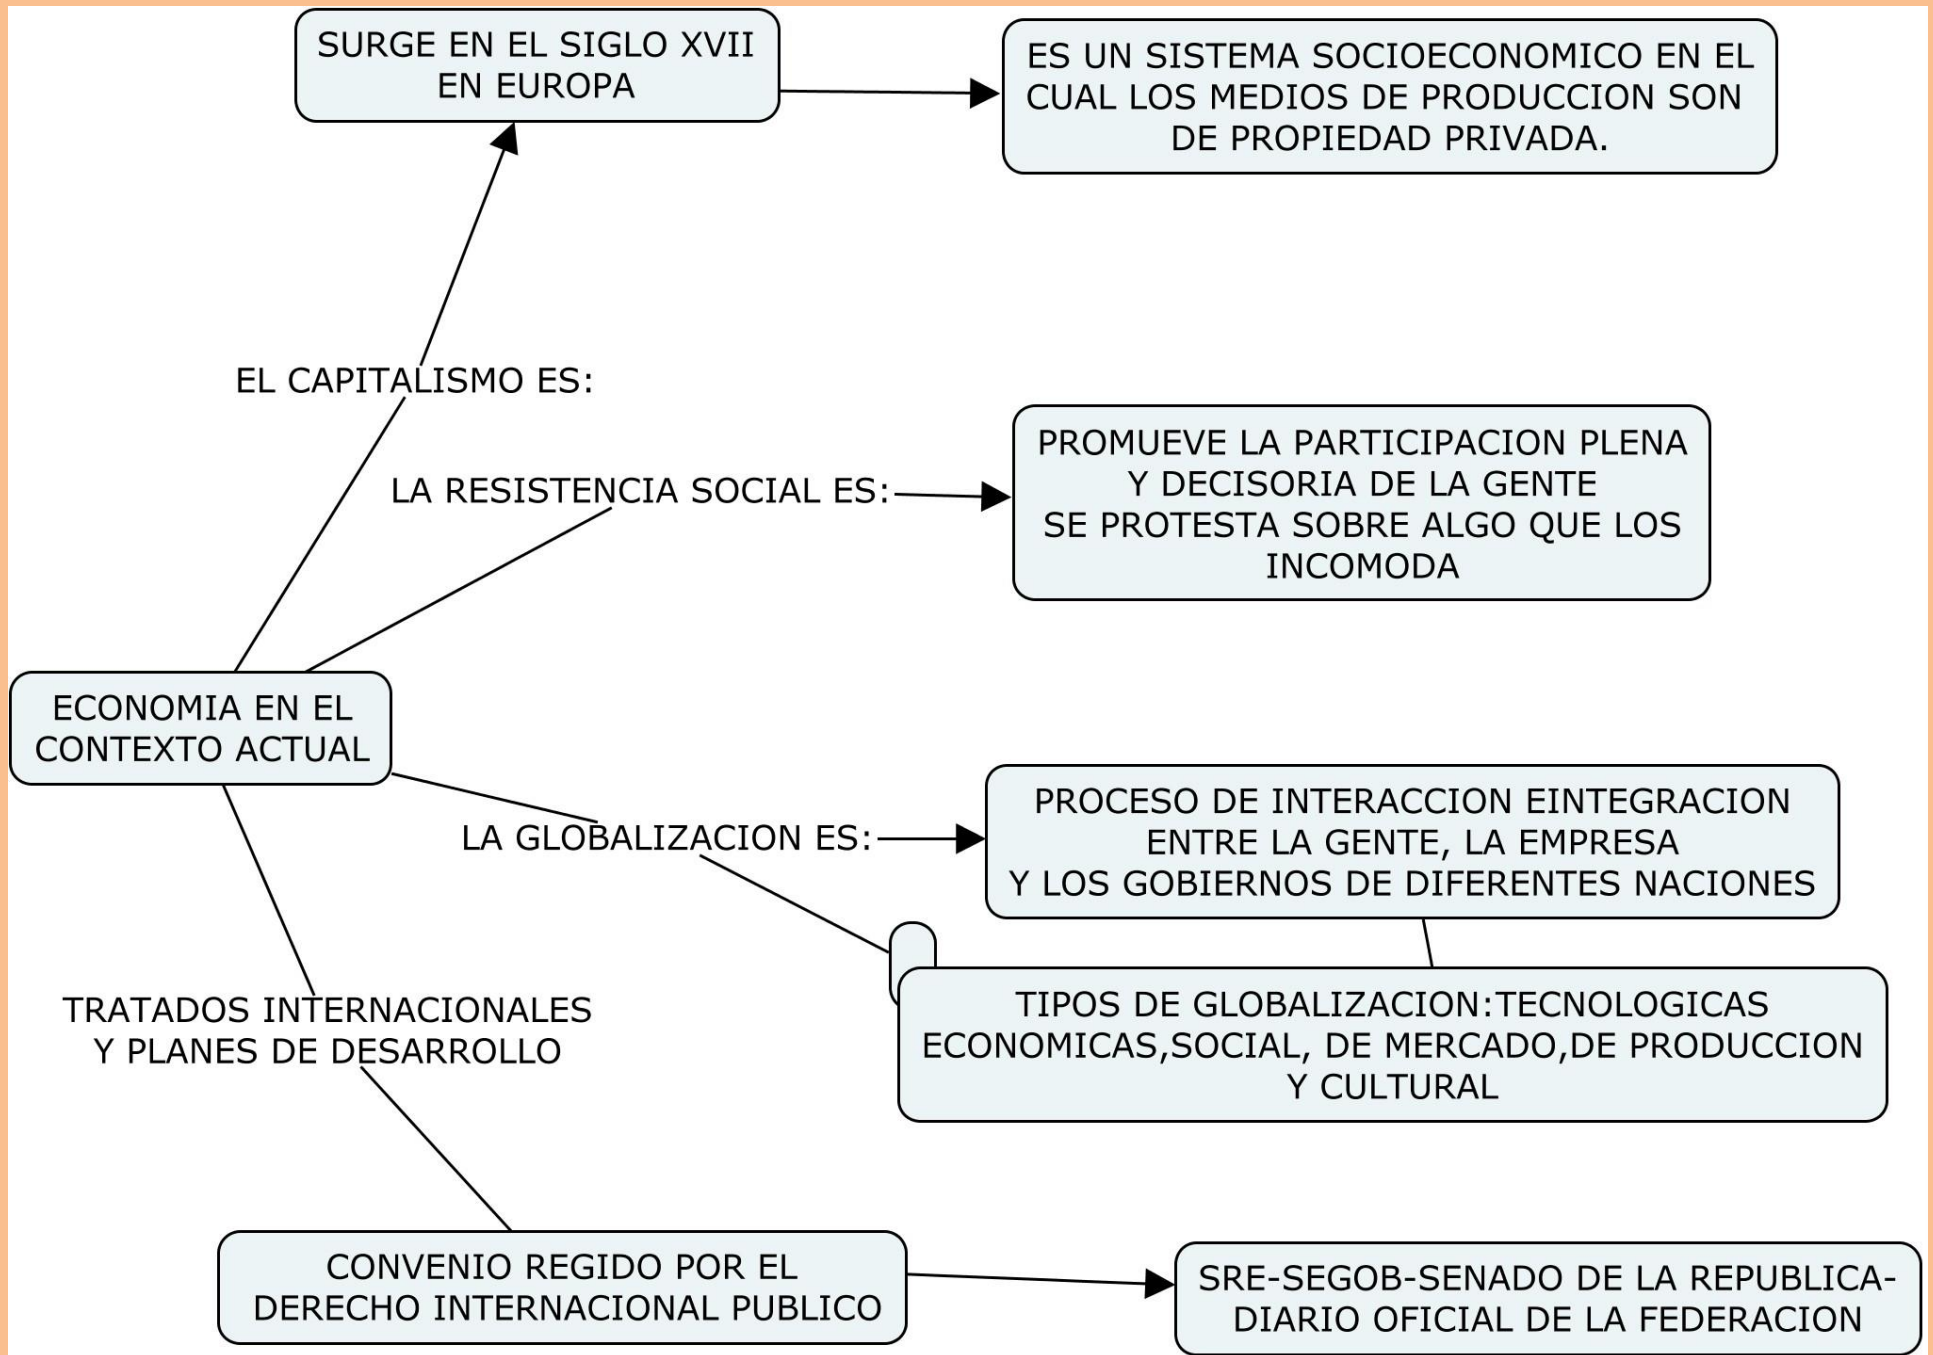 SURGE EN EL SIGLO XVII
EN EUROPA
ES UN SISTEMA SOCIOECONOMICO EN EL
CUAL LOS MEDIOS DE PRODUCCION SON
DE PROPIEDAD PRIVADA.
EL CAPITALISMO ES:
LA RESISTENCIA SOCIAL ES:
PROMUEVE LA PARTICIPACION PLENA
Y DECISORIA DE LA GENTE
SE PROTESTA SOBRE ALGO QUE LOS
INCOMODA
ECONOMIA EN EL
CONTEXTO ACTUAL
LA GLOBALIZACION ES:
PROCESO DE INTERACCION EINTEGRACION
ENTRE LA GENTE, LA EMPRESA
Y LOS GOBIERNOS DE DIFERENTES NACIONES
TIPOS DE GLOBALIZACION:TECNOLOGICAS
ECONOMICAS,SOCIAL, DE MERCADO,DE PRODUCCION
Y CULTURAL
TRATADOS INTERNACIONALES
Y PLANES DE DESARROLLO
CONVENIO REGIDO POR EL
DERECHO INTERNACIONAL PUBLICO
SRE-SEGOB-SENADO DE LA REPUBLICA-
DIARIO OFICIAL DE LA FEDERACION